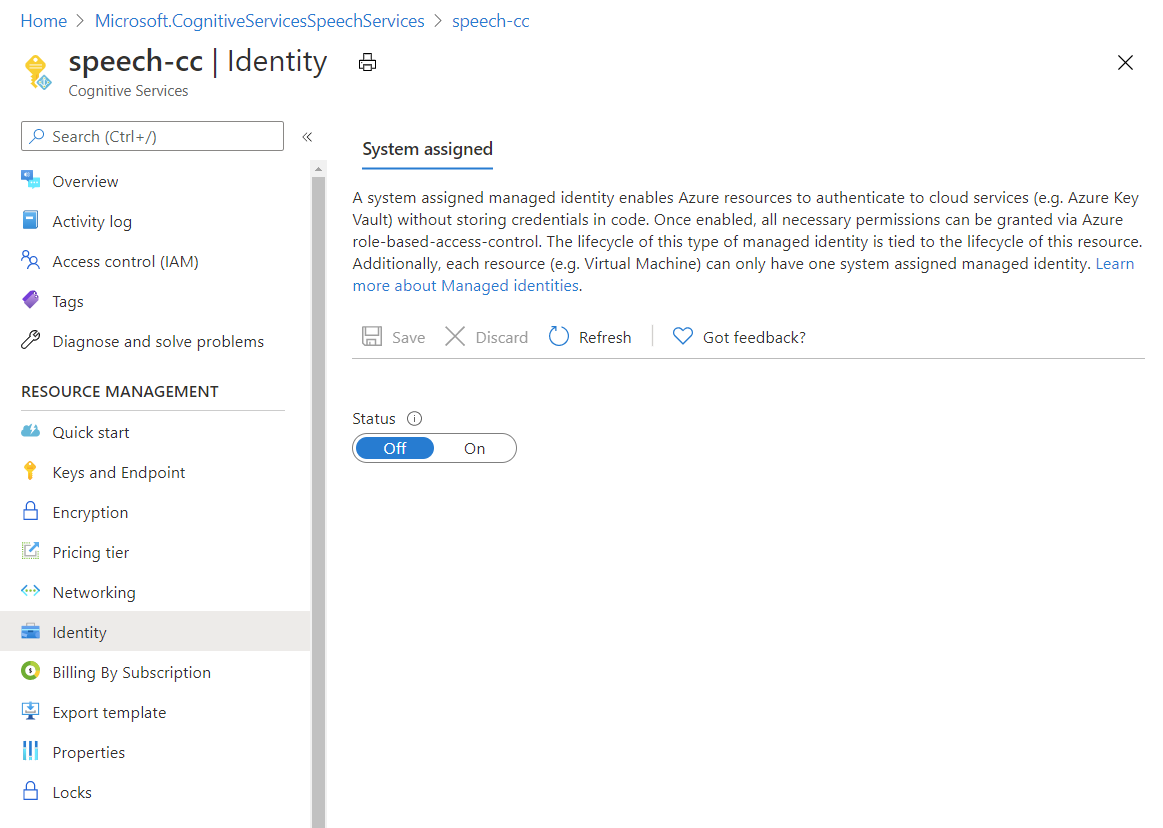 Home > Microsoft.CognitiveServicesSpeechServices > speech-cc
speech-cc | Identity
Cognitive Services
Search (Ctrl+/)
«
Overview
Activity log
Access control (IAM)
Tags
Diagnose and solve problems
RESOURCE MANAGEMENT
Quick start
Keys and Endpoint
Encryption
Pricing tier
Networking
Identity
Billing By Subscription
Export template
Properties
Locks
System assigned
A system assigned managed identity enables Azure resources to authenticate to cloud services (e.g. Azure Key
Vault) without storing credentials in code. Once enabled, all necessary permissions can be granted via Azure
role-based-access-control. The lifecycle of this type of managed identity is tied to the lifecycle of this resource.
Additionally, each resource (e.g. Virtual Machine) can only have one system assigned managed identity. Learn
more about Managed identities.
Save Discard Refresh Got feedback?
Status
Off On